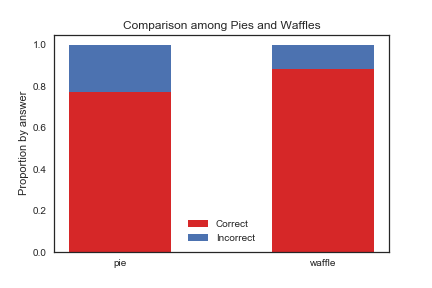 Comparison among Pies and Waffles
Proportion by answer
1.0
0.8
0.6
0.4
0.2
0.0
Correct
Incorrect
pie
waffle